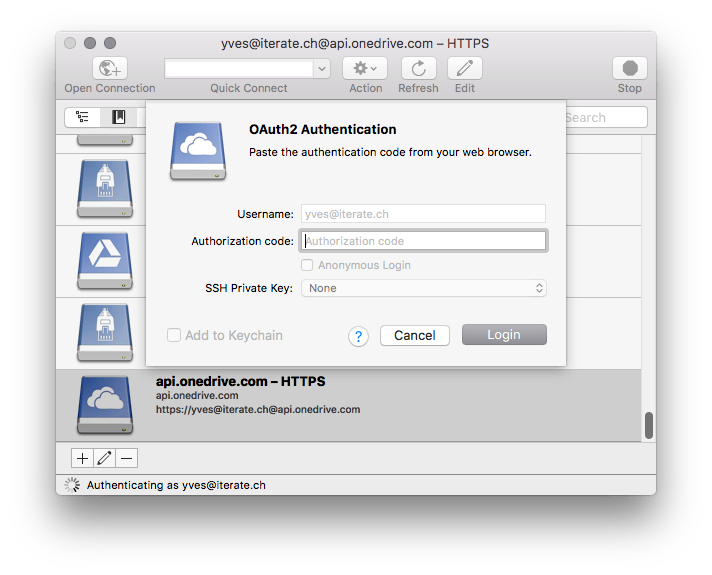 yves@iterate.ch@api.onedrive.com – HTTPS
Open Connection
Quick Connect
Action
Refresh
Edit
Stop
Search
OAuth2 Authentication
Paste the authentication code from your web browser.
Username:
yves@iterate.ch
Authorization code:
Authorization code
Anonymous Login
SSH Private Key:
None
Add to Keychain
?
Cancel
Login
api.onedrive.com – HTTPS
api.onedrive.com
https://yves@iterate.ch@api.onedrive.com
Authenticating as yves@iterate.ch